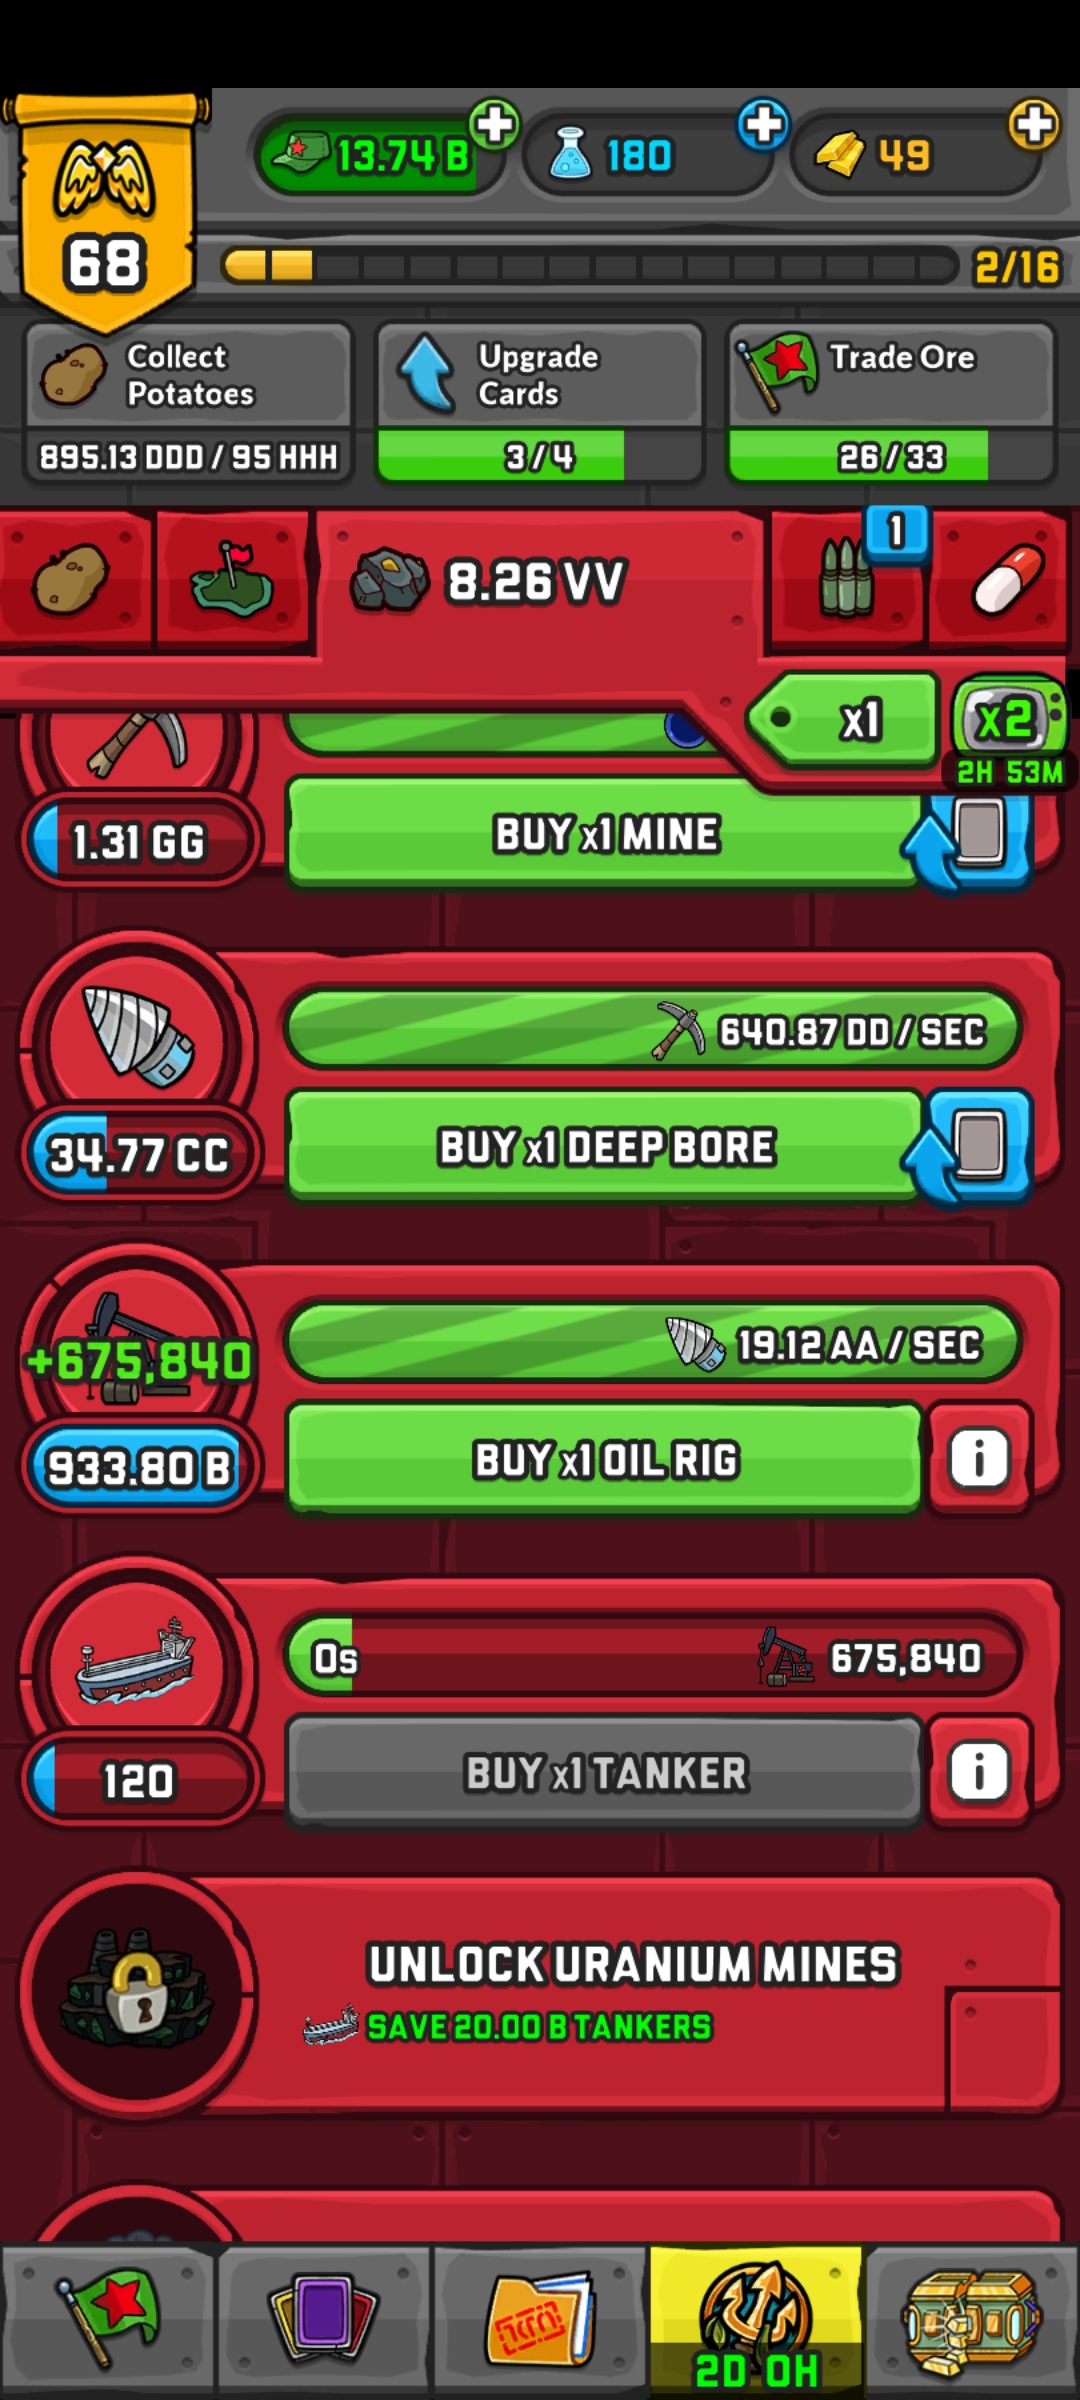 13.74 B
180
49
68
2/16
Collect
Potatoes
895.13 DDD / 95 HHH
Upgrade
Cards
3/4
Trade Ore
26/33
8.26 VV
1
x1
x2
2H 53M
1.31 GG
BUY x1 MINE
640.87 DD / SEC
34.77 CC
BUY x1 DEEP BORE
+675,840
19.12 AA / SEC
933.80 B
BUY x1 OIL RIG
i
0s
675,840
120
BUY x1 TANKER
i
UNLOCK URANIUM MINES
SAVE 20.00 B TANKERS
2D 0H